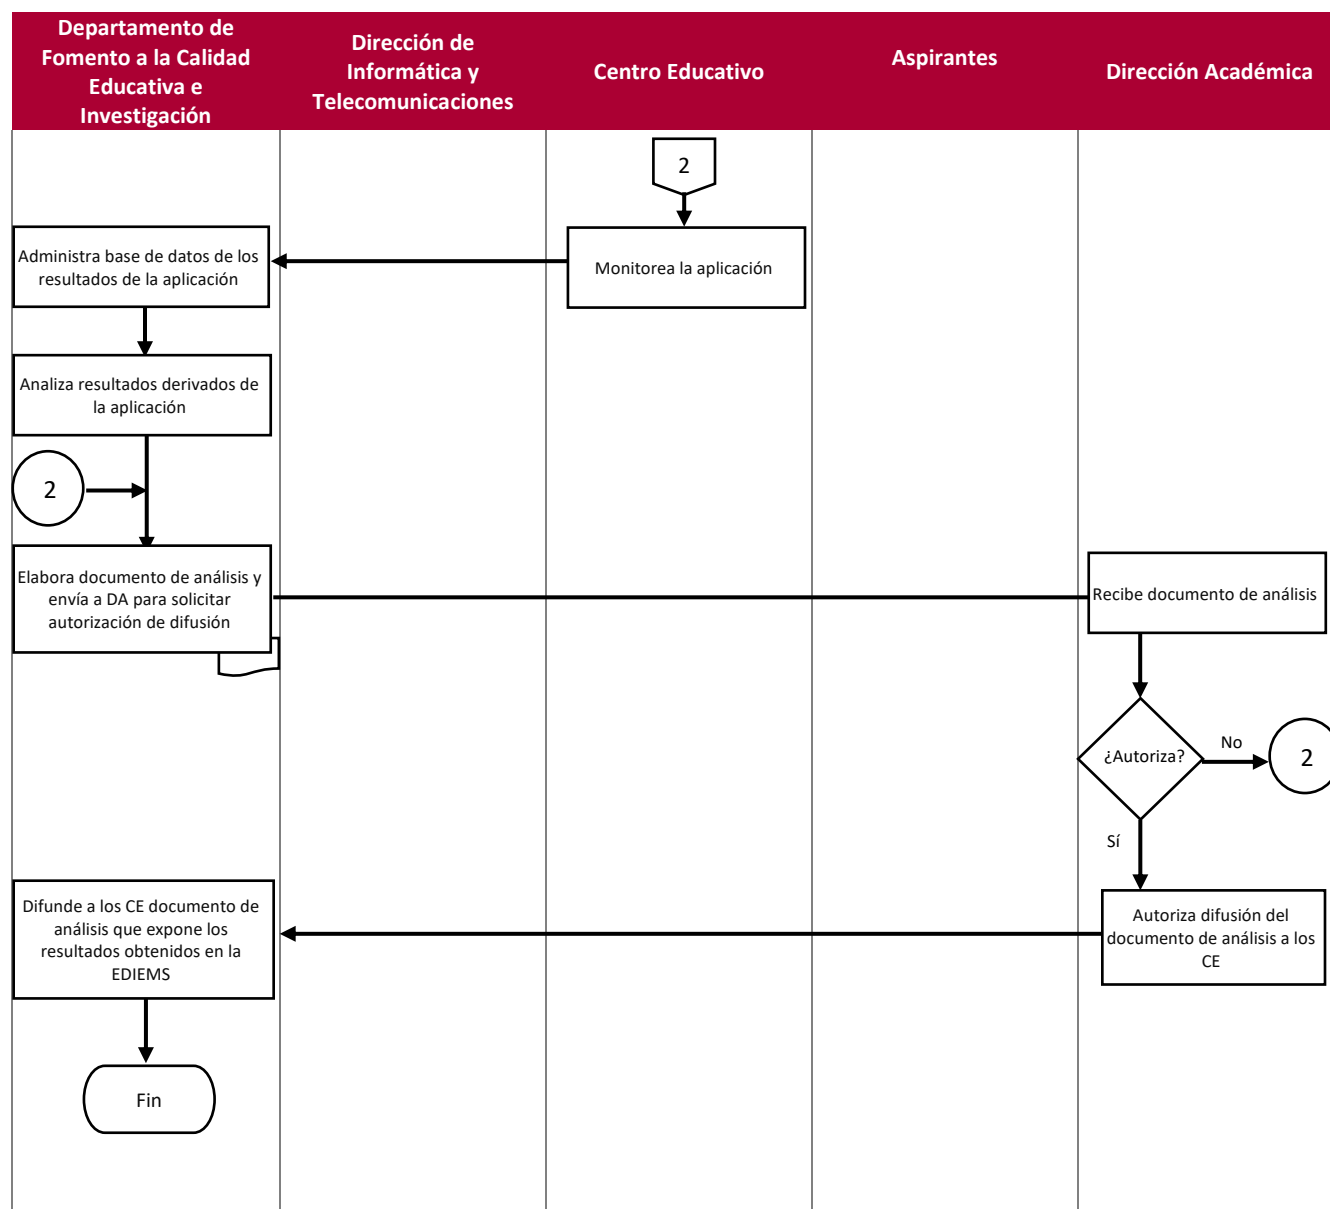 Departamento de
Fomento a la Calidad
Educativa e
Investigación
Dirección de
Informática y
Telecomunicaciones
Centro Educativo
Aspirantes
Dirección Académica
2
Administra base de datos de los
resultados de la aplicación
Monitorea la aplicación
Analiza resultados derivados de
la aplicación
2
Elabora documento de análisis y
envía a DA para solicitar
autorización de difusión
Recibe documento de análisis
¿Autoriza?
No
2
Sí
Difunde a los CE documento de
análisis que expone los
resultados obtenidos en la
EDIEMS
Autoriza difusión del
documento de análisis a los
CE
Fin